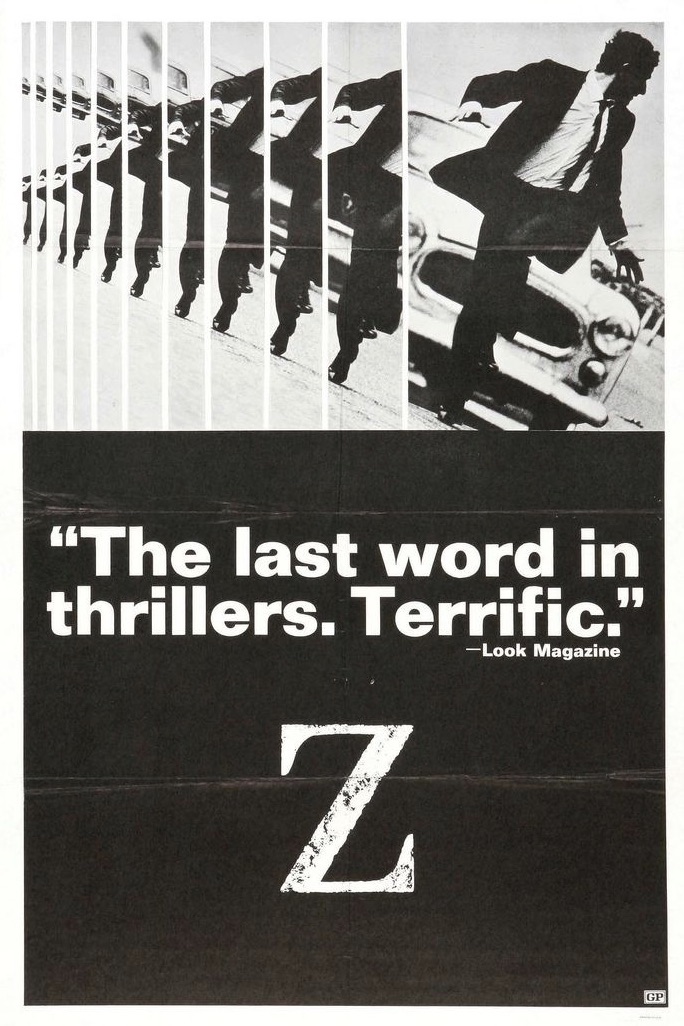 “The last word in
thrillers. Terrific.”
—Look Magazine
Z
GP